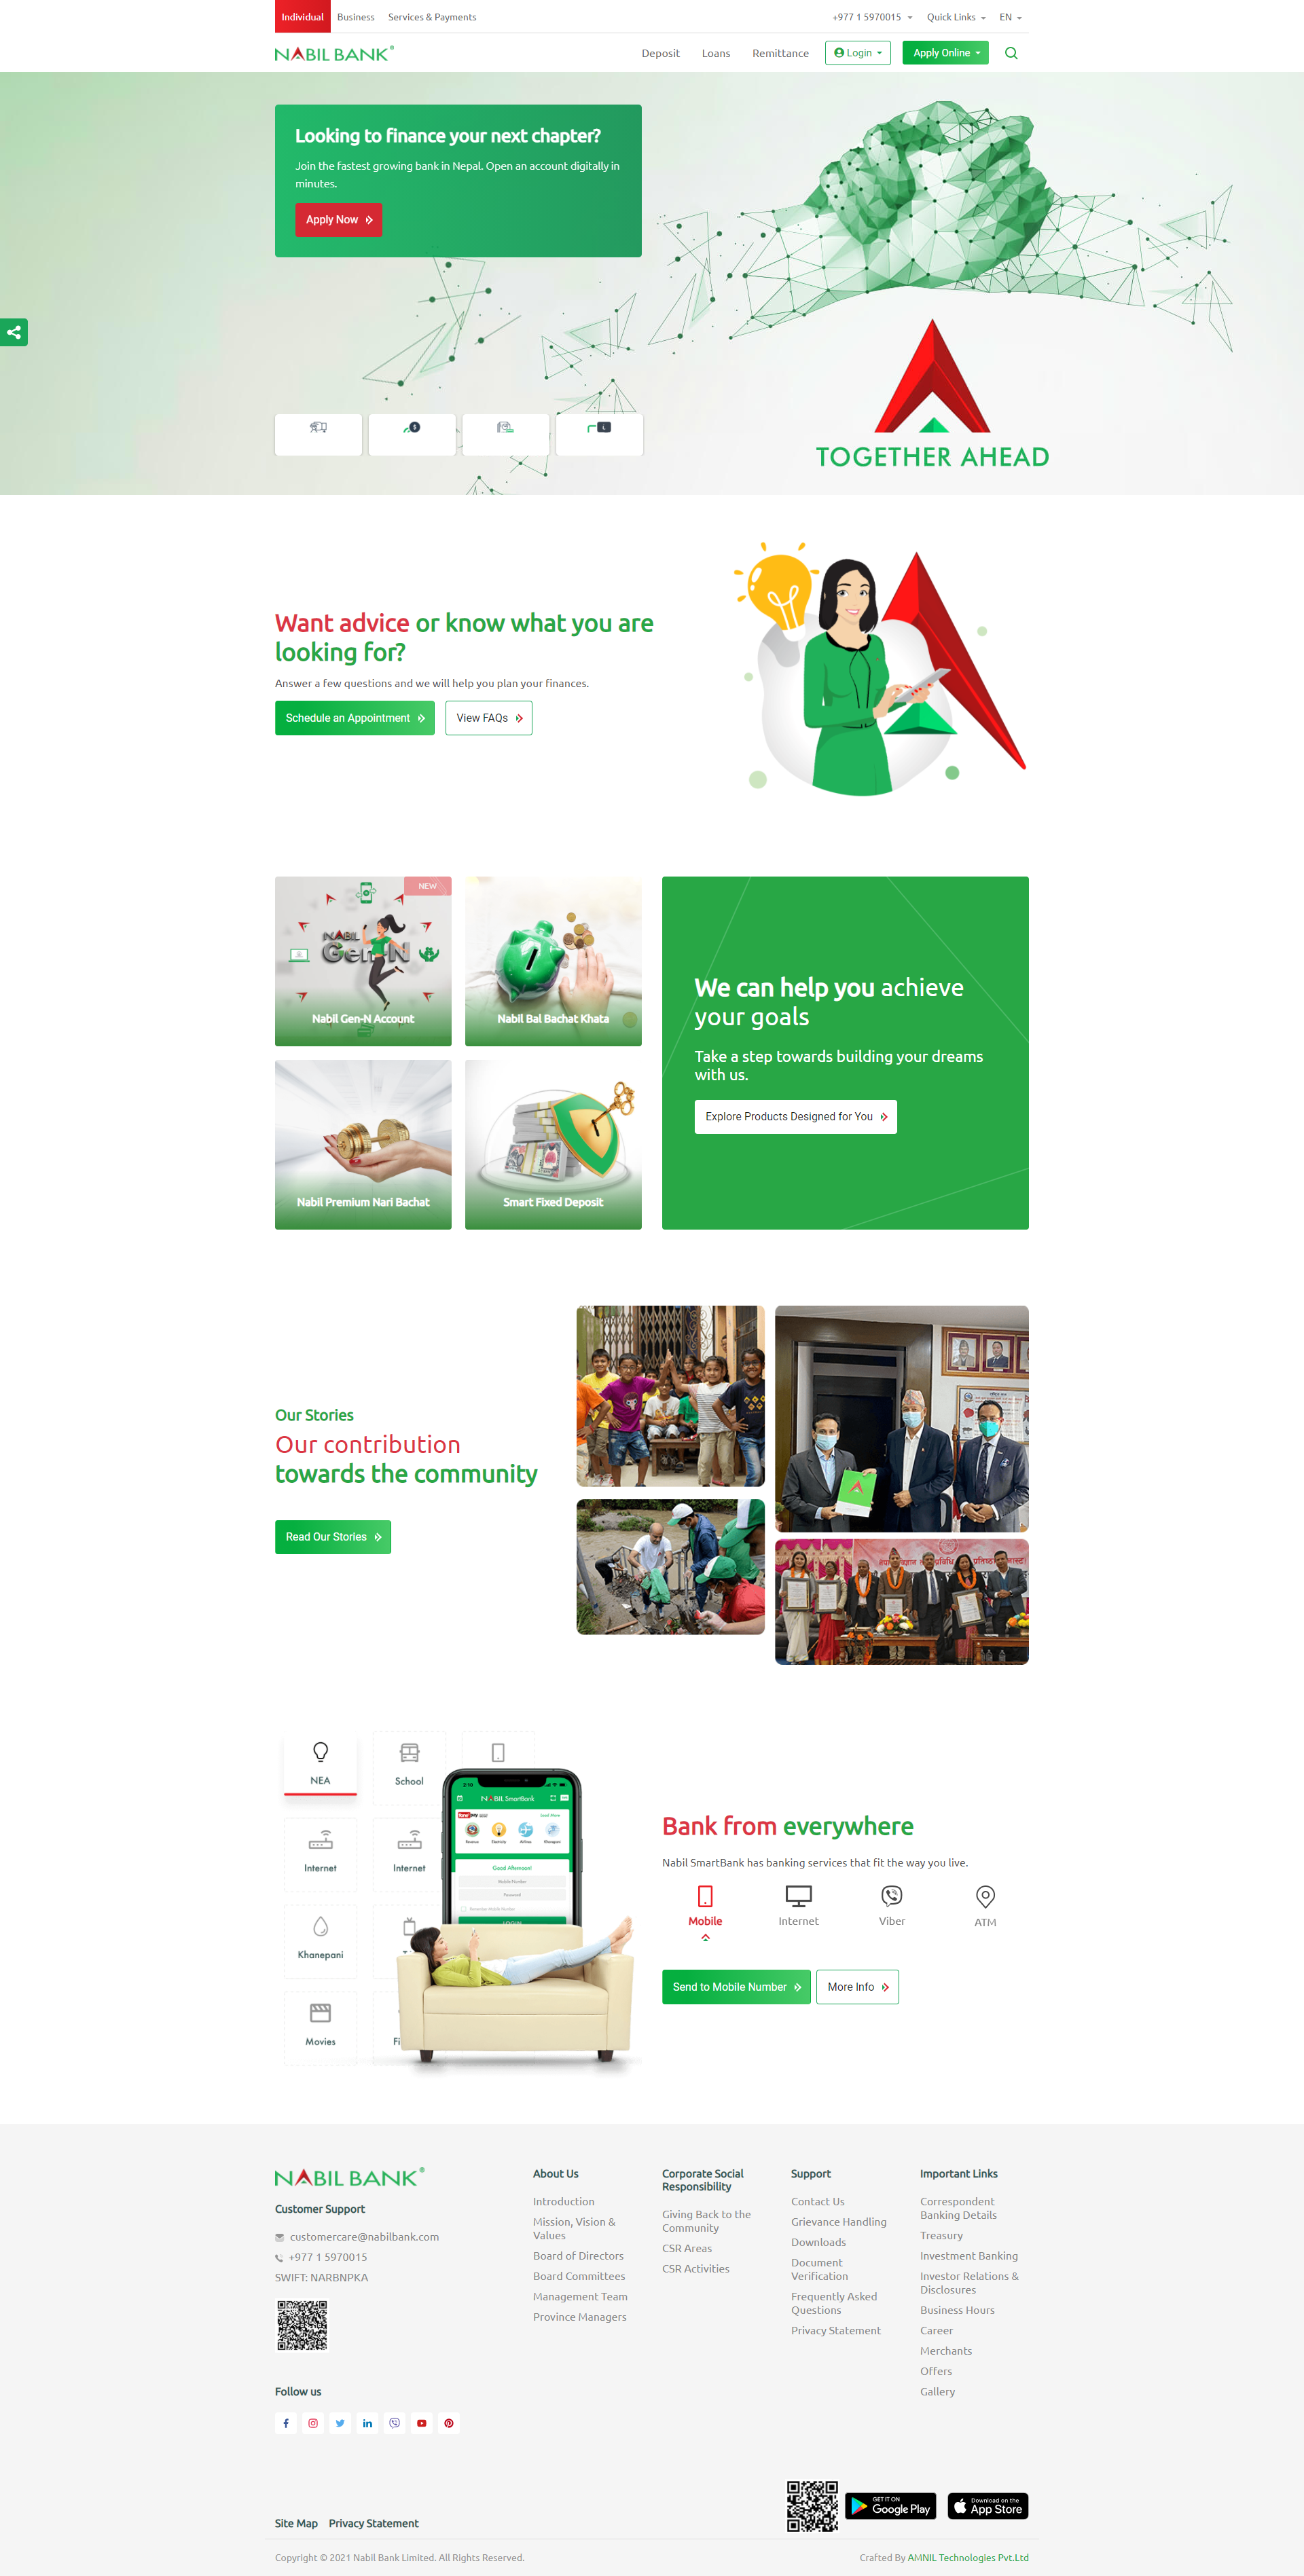 Individual
Business
Services & Payments
+977 1 5970015
Quick Links
EN
NABIL BANK®
Deposit
Loans
Remittance
Login
Apply Online
Looking to finance your next chapter?
Join the fastest growing bank in Nepal. Open an account digitally in
minutes.
Apply Now
TOGETHER AHEAD
Want advice or know what you are
looking for?
Answer a few questions and we will help you plan your finances.
Schedule an Appointment
View FAQs
NEW
NABIL
Gen-N
Nabil Gen-N Account
Nabil Bal Bachat Khata
Nabil Premium Nari Bachat
Smart Fixed Deposit
We can help you achieve
your goals
Take a step towards building your dreams
with us.
Explore Products Designed for You
Our Stories
Our contribution
towards the community
Read Our Stories
NEA
School
Internet
Internet
Khanepani
Movies
2:10
NABIL SmartBank
Good Afternoon!
Mobile Number
Password
LOGIN
Bank from everywhere
Nabil SmartBank has banking services that fit the way you live.
Mobile
Internet
Viber
ATM
Send to Mobile Number
More Info
NABIL BANK®
Customer Support
customercare@nabilbank.com
+977 1 5970015
SWIFT: NARBNPKA
Follow us
About Us
Introduction
Mission, Vision &
Values
Board of Directors
Board Committees
Management Team
Province Managers
Corporate Social
Responsibility
Giving Back to the
Community
CSR Areas
CSR Activities
Support
Contact Us
Grievance Handling
Downloads
Document
Verification
Frequently Asked
Questions
Privacy Statement
Important Links
Correspondent
Banking Details
Treasury
Investment Banking
Investor Relations &
Disclosures
Business Hours
Career
Merchants
Offers
Gallery
Site Map
Privacy Statement
GET IT ON
Google Play
Download on the
App Store
Copyright © 2021 Nabil Bank Limited. All Rights Reserved.
Crafted By AMNIL Technologies Pvt.Ltd